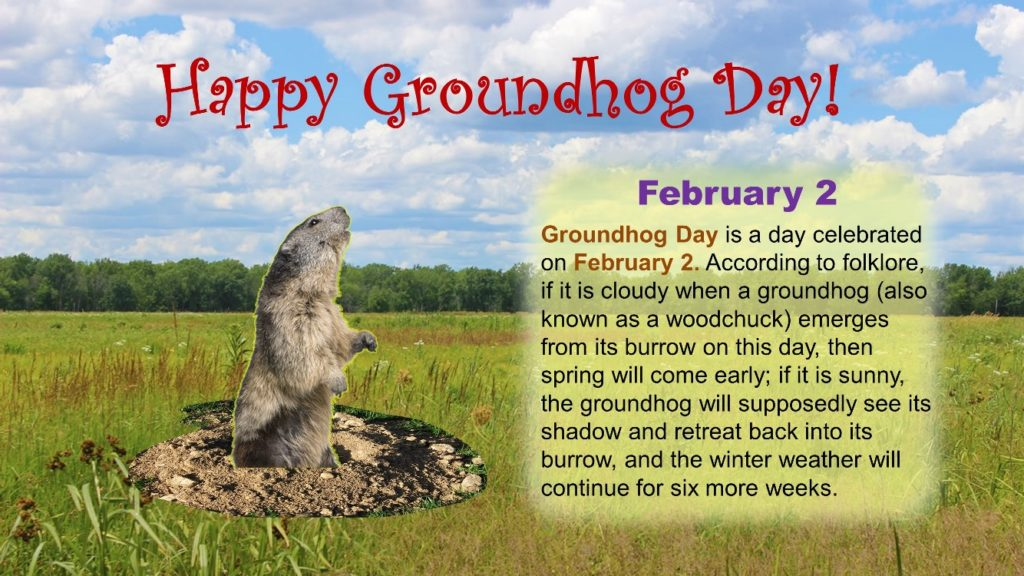 Happy Groundhog Day!
February 2
Groundhog Day is a day celebrated
on February 2. According to folklore,
if it is cloudy when a groundhog (also
known as a woodchuck) emerges
from its burrow on this day, then
spring will come early; if it is sunny,
the groundhog will supposedly see its
shadow and retreat back into its
burrow, and the winter weather will
continue for six more weeks.